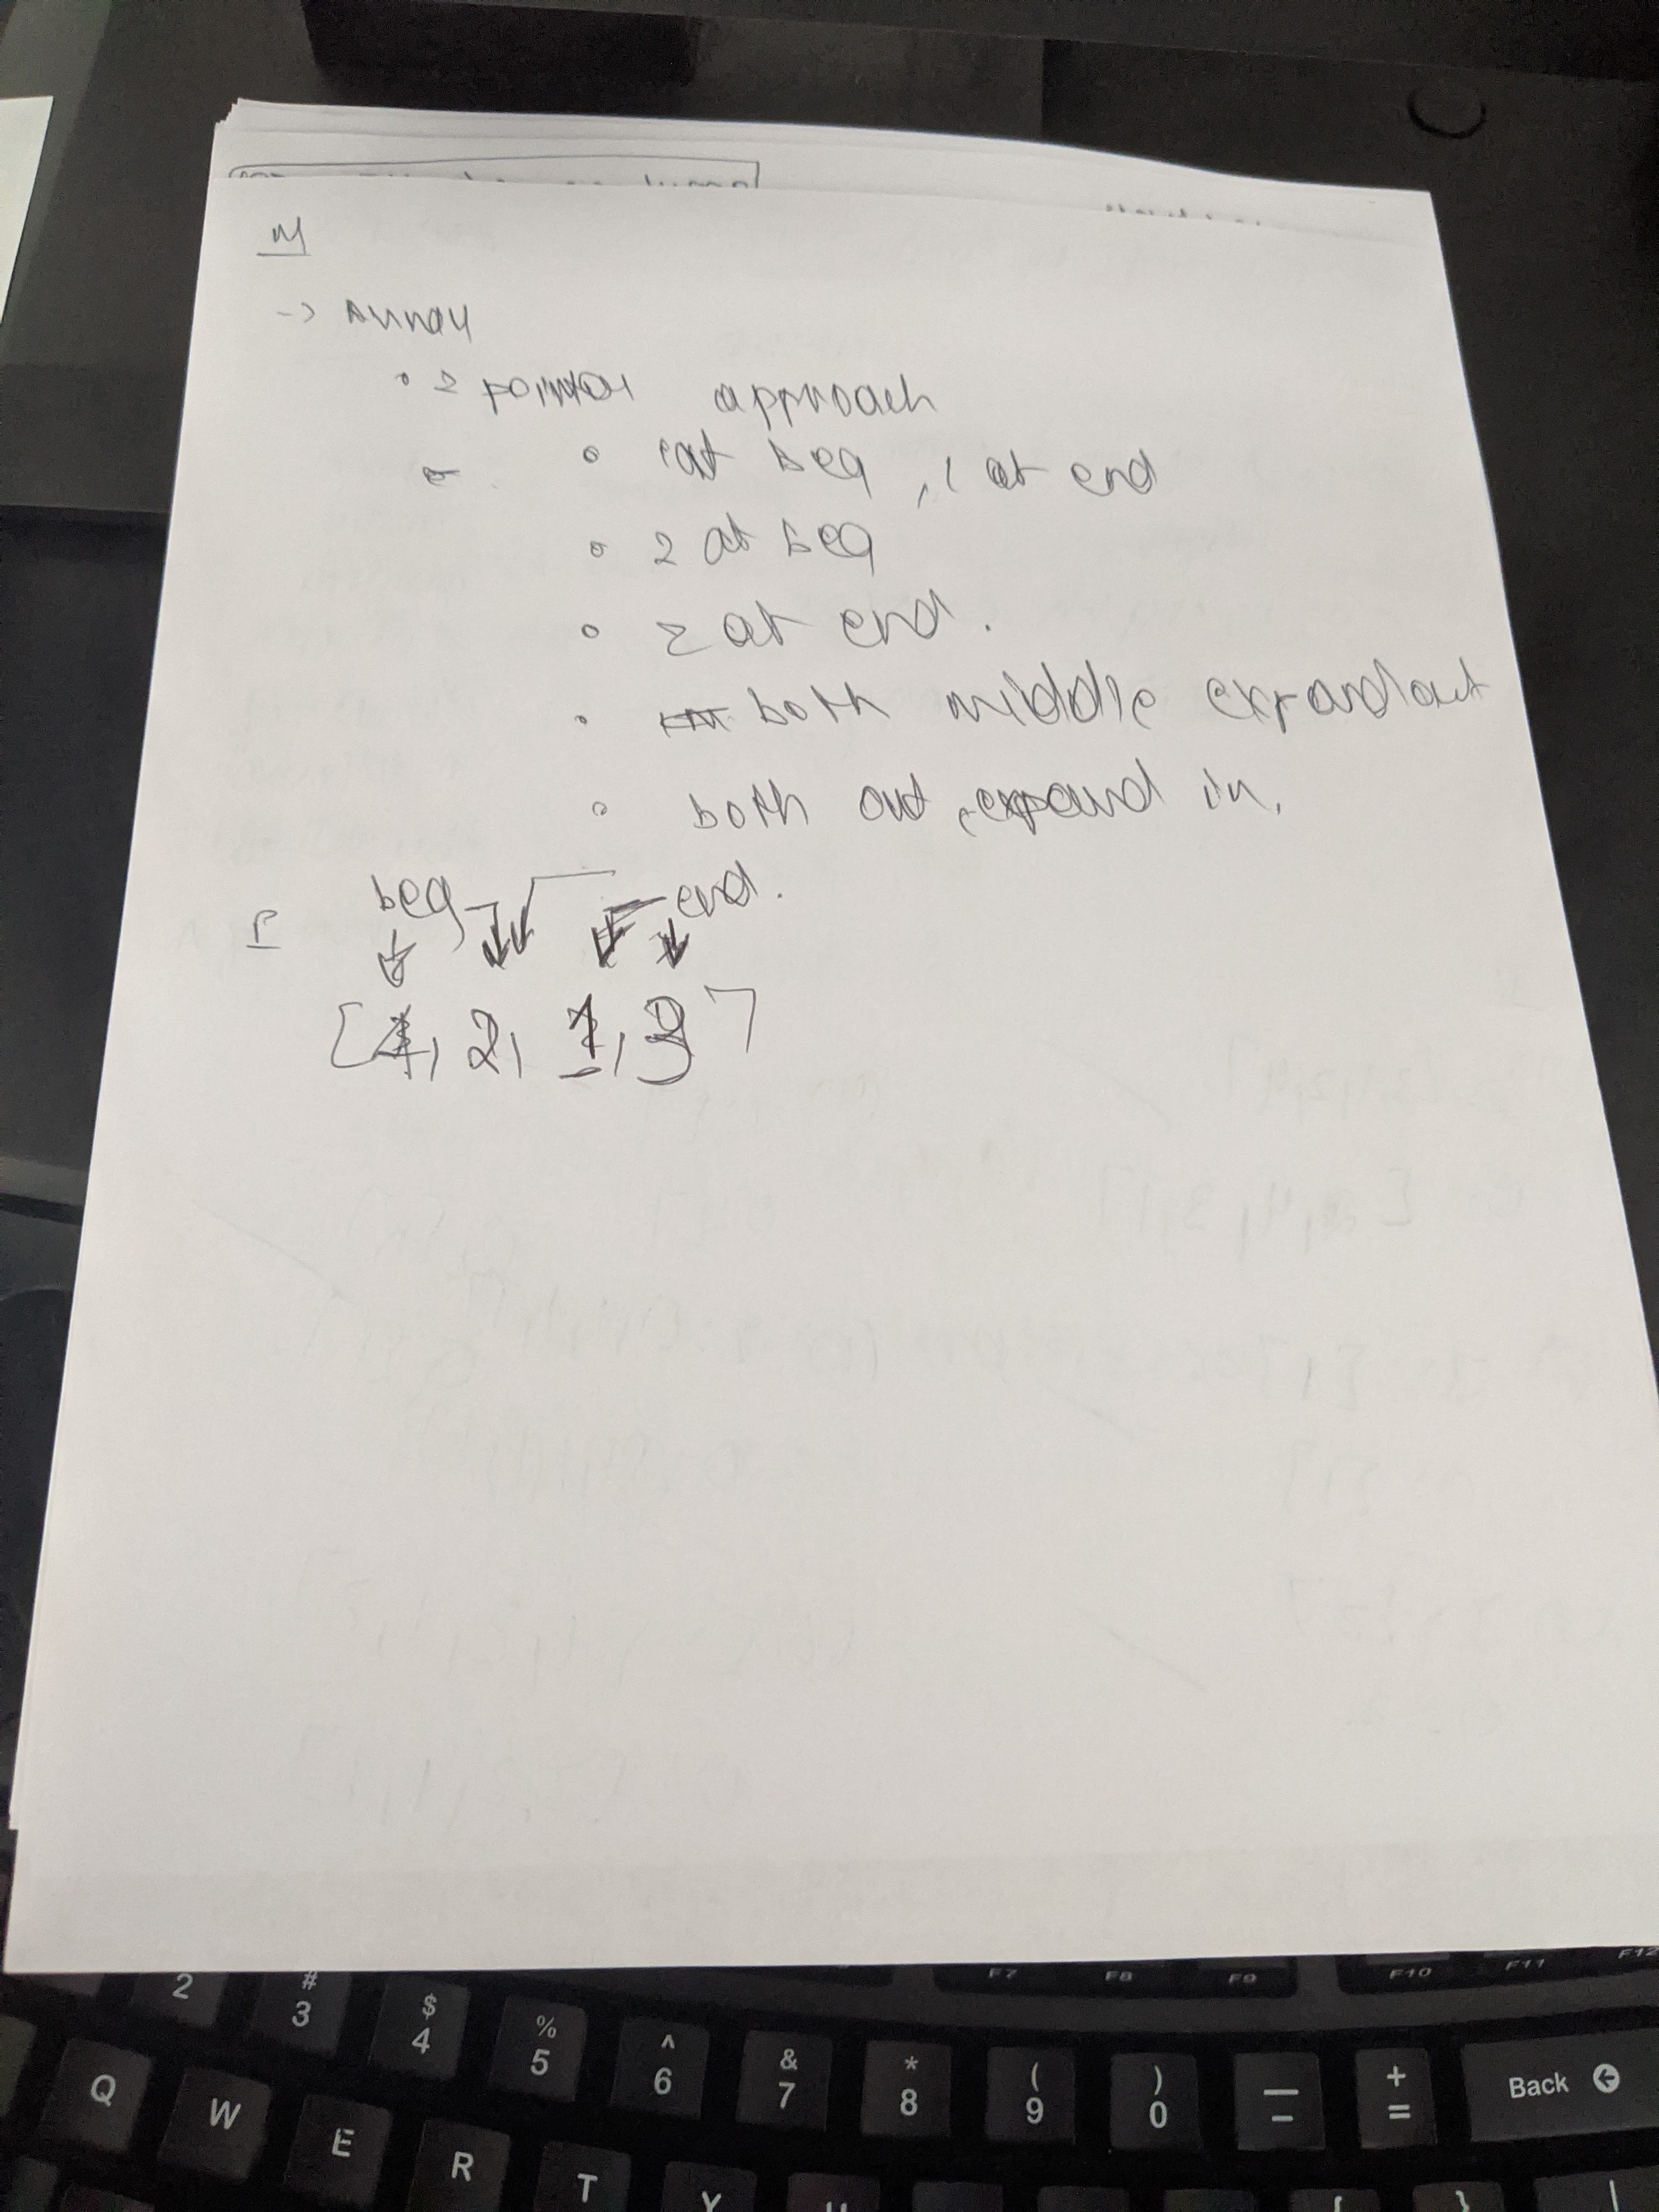 M
-> Array
• 2 pointer approach
• 1 at beg, 1 at end
• 2 at beg
• 2 at end.
• both middle expand out
• both out, expand in.
P beg end.
[ , 2, 1, 3]
2 # 3 $ 4 % 5 ^ 6 & 7 * 8 ( 9 ) 0 — - + = Back
F7 F8 F9 F10 F11 F12
Q W E R T Y